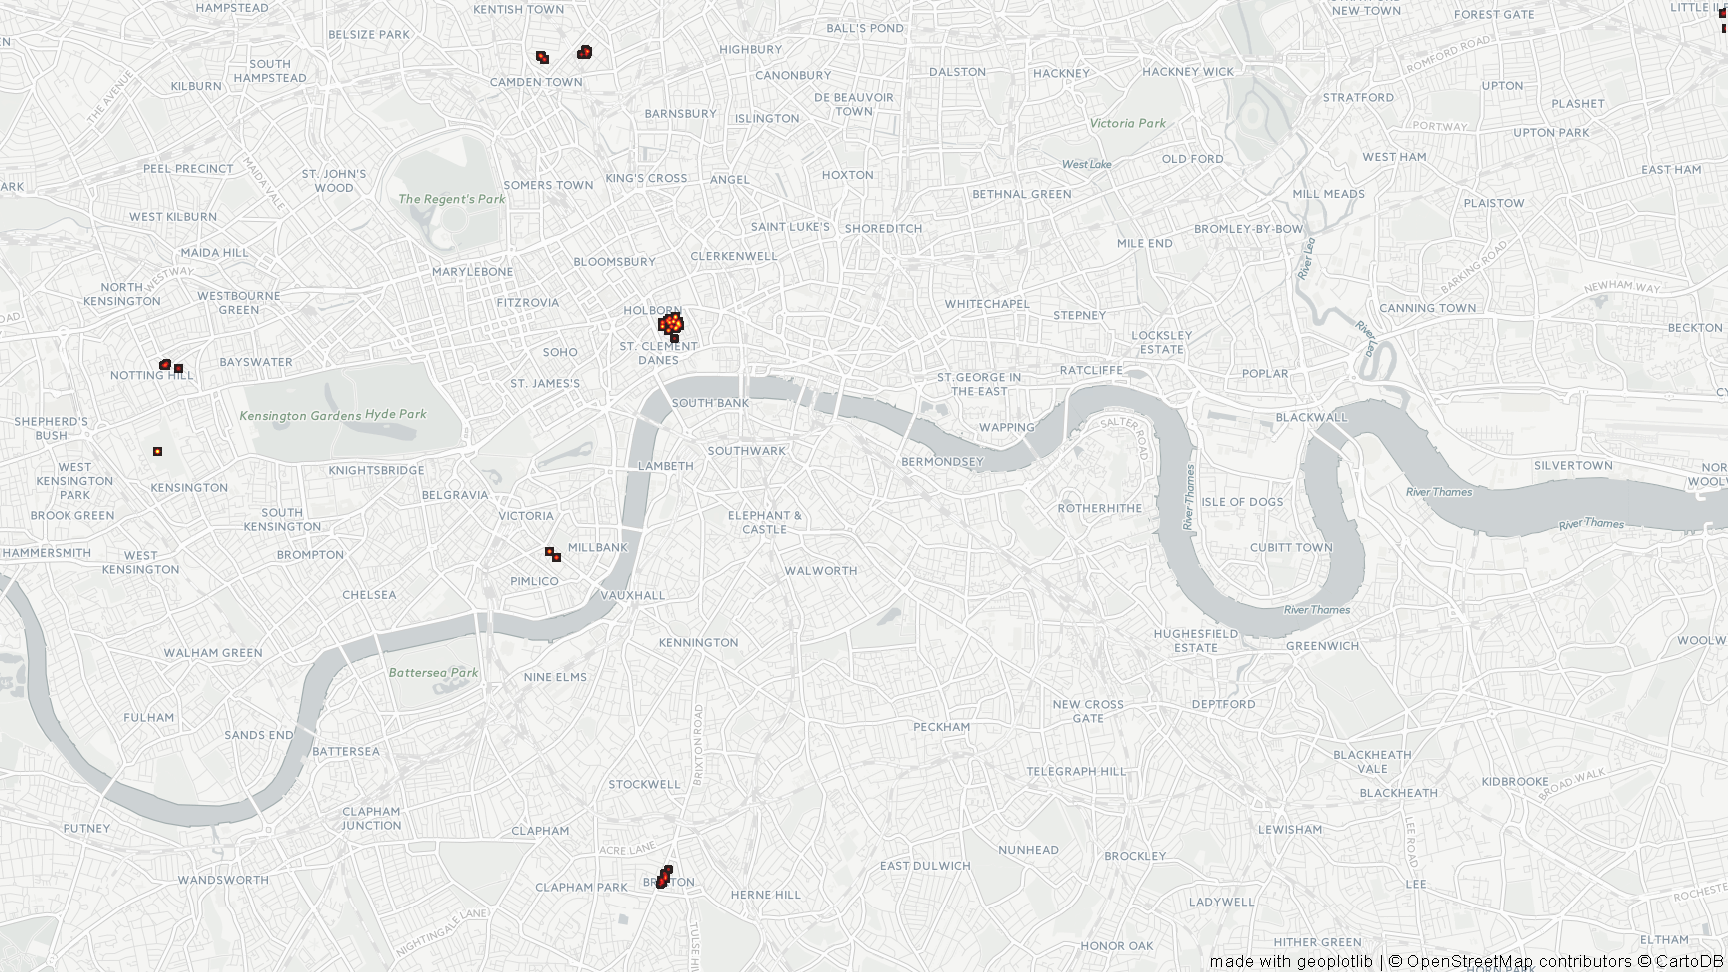 HAMPSTEAD
KENTISH TOWN
BELSIZE PARK
BALL'S POND
NEW TOWN
FOREST GATE
HIGHBURY
SOUTH
HAMPSTEAD
KILBURN
THE AVENUE
CAMDEN TOWN
CANONBURY
DALSTON
HACKNEY
HACKNEY WICK
ROMFORD ROAD
UPTON
DE BEAUVOIR
TOWN
STRATFORD
PLASHET
BARNSBURY
ISLINGTON
Victoria Park
PORTWAY
UPTON PARK
PEEL PRECINCT
MAIDA VALE
ST. JOHN'S
WOOD
The Regent's Park
SOMERS TOWN
KING'S CROSS
ANGEL
HOXTON
West Lake
OLD FORD
WEST HAM
EAST HAM
BETHNAL GREEN
MILL MEADS
PLAISTOW
WEST KILBURN
SAINT LUKE'S
SHOREDITCH
BROMLEY-BY-BOW
MILE END
MAIDA HILL
WESTWAY
MARYLEBONE
BLOOMSBURY
CLERKENWELL
River Lea
BARKING ROAD
NORTH
KENSINGTON
WESTBOURNE
GREEN
FITZROVIA
HOLBORN
WHITECHAPEL
STEPNEY
CANNING TOWN
NEWHAM WAY
BECKTON
LOCKSLEY
ESTATE
River
Lea
NOTTING HILL
BAYSWATER
SOHO
ST. CLEMENT
DANES
ST. JAMES'S
ST.GEORGE IN
THE-EAST
RATCLIFFE
POPLAR
Kensington Gardens
Hyde Park
SOUTH BANK
BLACKWALL
SHEPHERD'S
BUSH
WAPPING
SALTER ROAD
KNIGHTSBRIDGE
LAMBETH
SOUTHWARK
BERMONDSEY
SILVERTOWN
WEST
KENSINGTON
PARK
KENSINGTON
BELGRAVIA
River Thames
River Thames
ISLE OF DOGS
BROOK GREEN
SOUTH
KENSINGTON
VICTORIA
ELEPHANT &
CASTLE
ROTHERHITHE
River Thames
HAMMERSMITH
WEST
KENSINGTON
BROMPTON
MILLBANK
CUBITT TOWN
PIMLICO
WALWORTH
CHELSEA
VAUXHALL
River Thames
KENNINGTON
HUGHESFIELD
ESTATE
GREENWICH
WALHAM GREEN
Battersea Park
NINE ELMS
FULHAM
NEW CROSS
GATE
DEPTFORD
SANDS END
BATTERSEA
BRIXTON ROAD
PECKHAM
BLACKHEATH
VALE
STOCKWELL
TELEGRAPH HILL
KIDBROOKE
BROAD WALK
BLACKHEATH
CLAPHAM
JUNCTION
CLAPHAM
LEWISHAM
LEE ROAD
ACRE LANE
NUNHEAD
BROCKLEY
EAST DULWICH
WANDSWORTH
CLAPHAM PARK
HERNE HILL
LEE
NIGHTINGALE LANE
LADYWELL
HONOR OAK
HITHER GREEN
ELTHAM
made with geoplotlib | © OpenStreetMap contributors © CartoDB